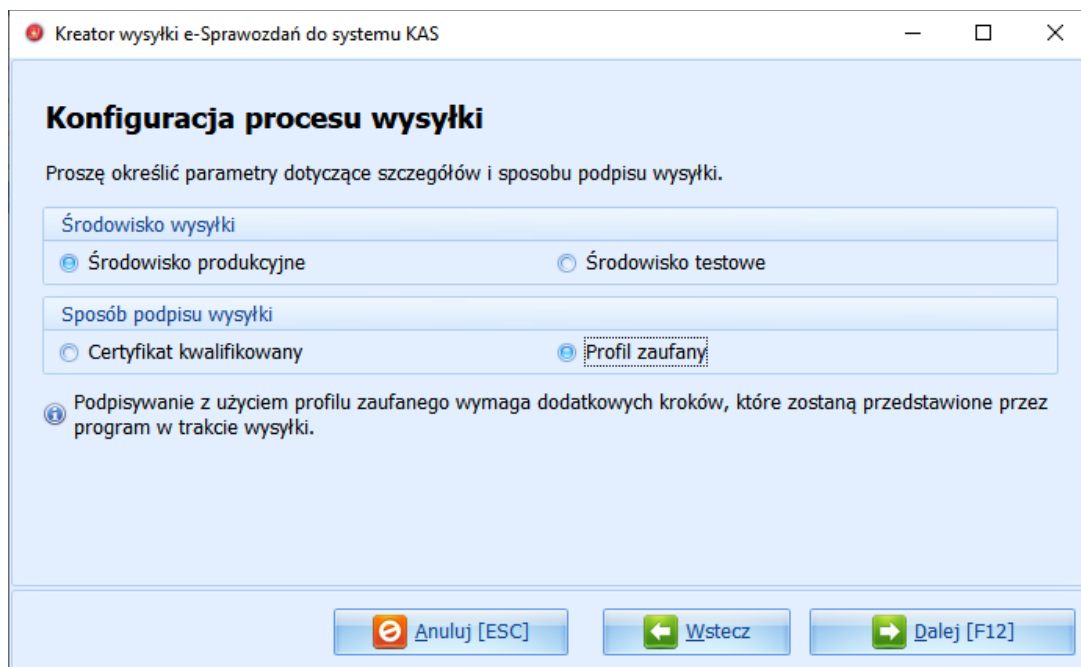 Kreator wysyłki e-Sprawozdań do systemu KAS
Konfiguracja procesu wysyłki
Proszę określić parametry dotyczące szczegółów i sposobu podpisu wysyłki.
Środowisko wysyłki
Środowisko produkcyjne
Środowisko testowe
Sposób podpisu wysyłki
Certyfikat kwalifikowany
Profil zaufany
Podpisywanie z użyciem profilu zaufanego wymaga dodatkowych kroków, które zostaną przedstawione przez
program w trakcie wysyłki.
Anuluj [ESC]
Wstecz
Dalej [F12]